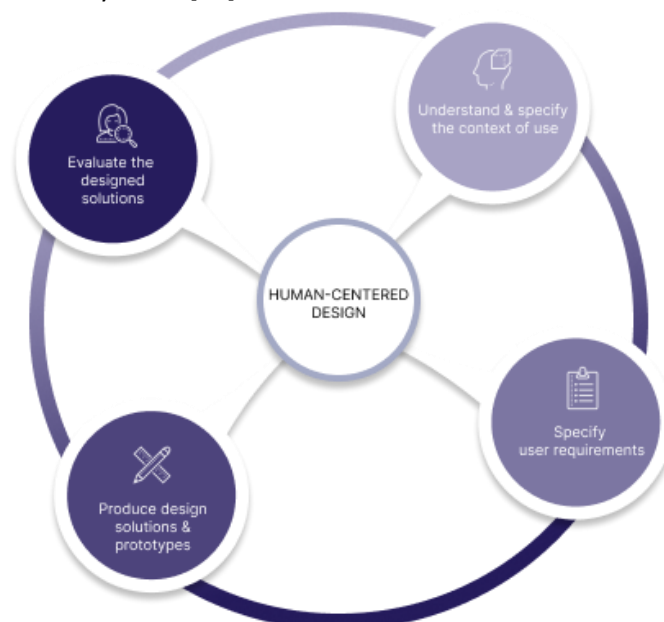 Understand & specify
the context of use
Evaluate the
designed
solutions
HUMAN-CENTERED
DESIGN
Specify
user requirements
Produce design
solutions &
prototypes